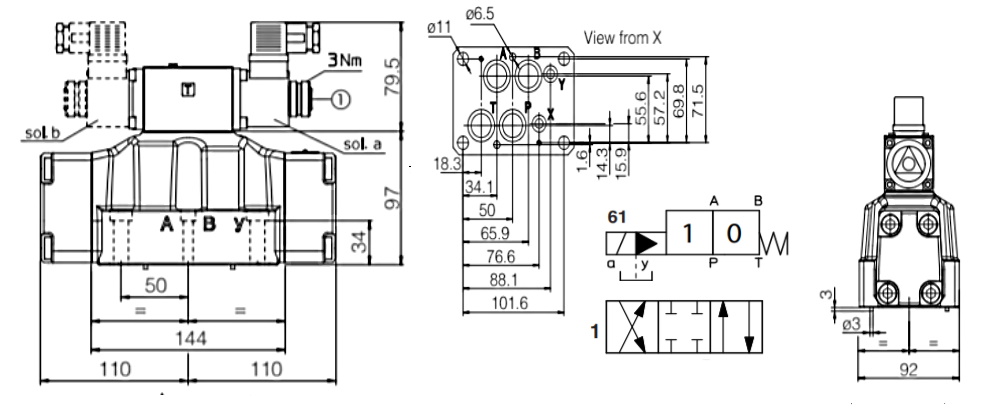 3Nm
1
T
sol. b
sol. a
79.5
97
34
A B y
50
= =
144
110 110
ø6.5
ø11
View from X
A B
Y
T P
X
55.6
57.2
69.8
71.5
1.6
14.3
15.9
18.3
34.1
50
65.9
76.6
88.1
101.6
A B
61
1 0
a y P T
1
3
ø3
= =
92